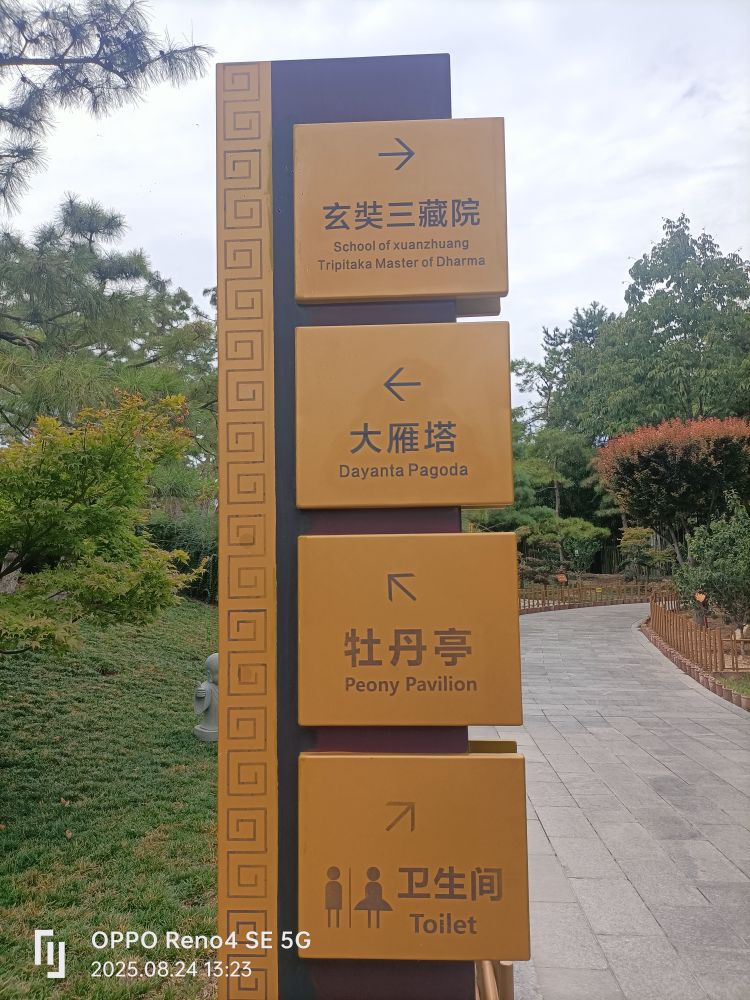 →
玄奘三藏院
School of xuanzhuang
Tripitaka Master of Dharma
←
大雁塔
Dayanta Pagoda
↖
牡丹亭
Peony Pavilion
↗
卫生间
Toilet
OPPO Reno4 SE 5G
2025.08.24 13:23